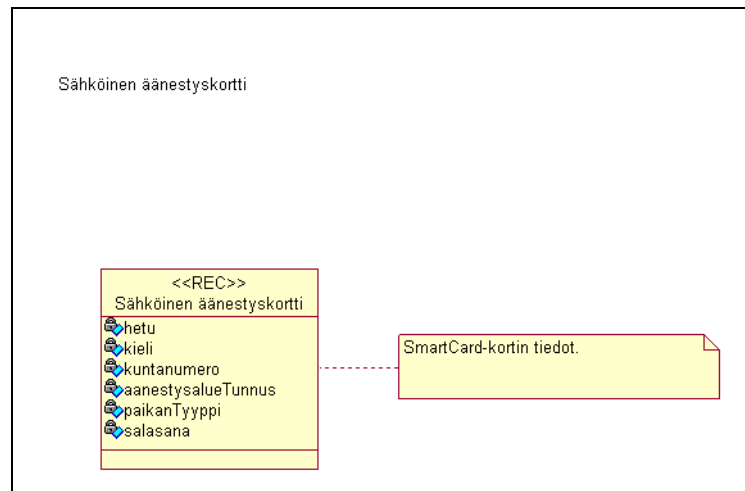 Sähköinen äänestyskortti
<<REC>>
Sähköinen äänestyskortti
hetu
kieli
kuntanumero
aanestysalueTunnus
paikanTyyppi
salasana
SmartCard-kortin tiedot.